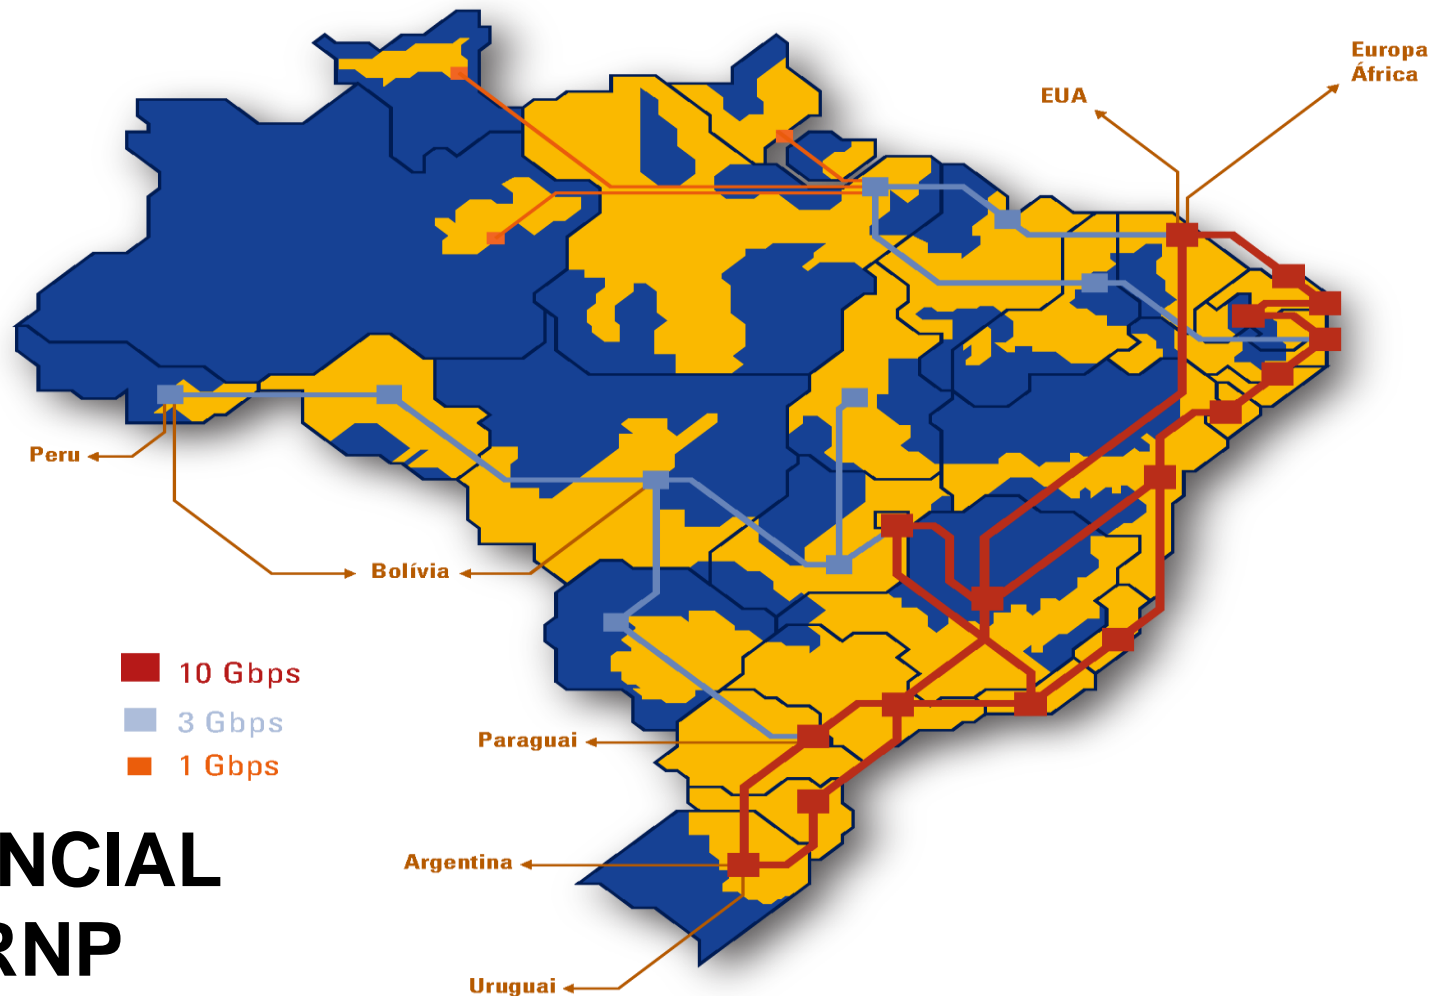 Europa
África
EUA
Peru
Bolívia
10 Gbps
3 Gbps
1 Gbps
Paraguai
NCIAL
Argentina
RNP
Uruguai